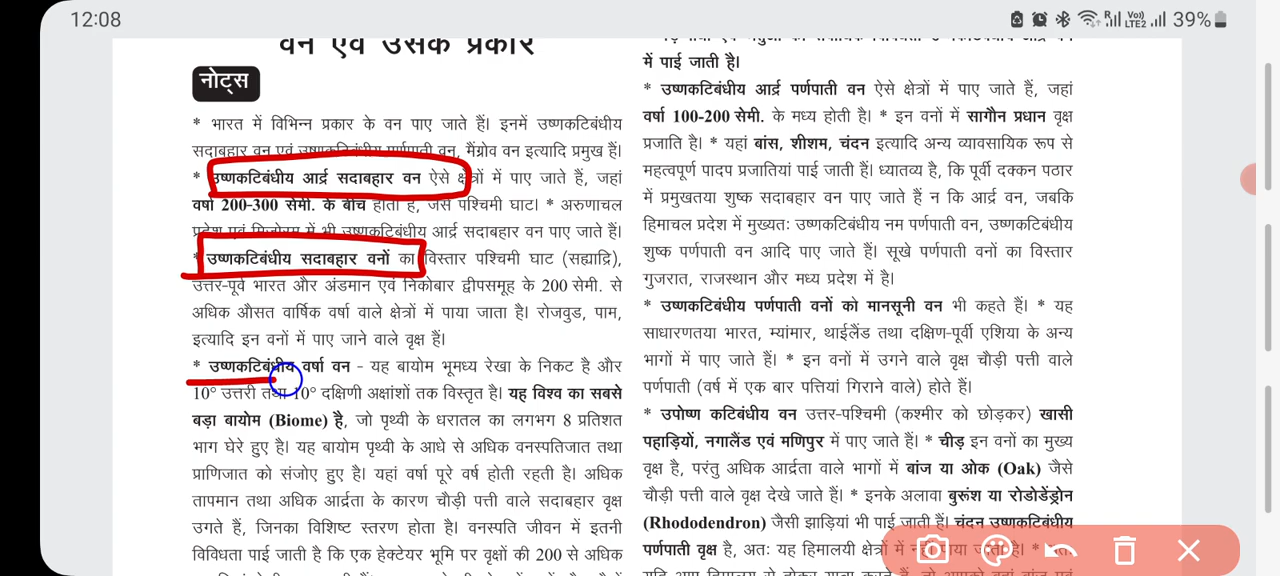 12:08
39%
वन एवं उसके प्रकार
नोट्स
* भारत में विभिन्न प्रकार के वन पाए जाते हैं। इनमें उष्णकटिबंधीय
सदाबहार वन एवं उष्णकटिबंधीय पर्णपाती वन, मैंग्रोव वन इत्यादि प्रमुख हैं।
* उष्णकटिबंधीय आर्द्र सदाबहार वन ऐसे क्षेत्रों में पाए जाते हैं, जहां
वर्षा 200-300 सेमी. के बीच होती है, जैसे पश्चिमी घाट। * अरुणाचल
प्रदेश एवं मिजोरम में भी उष्णकटिबंधीय आर्द्र सदाबहार वन पाए जाते हैं।
* उष्णकटिबंधीय सदाबहार वनों का विस्तार पश्चिमी घाट (सह्याद्रि),
उत्तर-पूर्व भारत और अंडमान एवं निकोबार द्वीपसमूह के 200 सेमी. से
अधिक औसत वार्षिक वर्षा वाले क्षेत्रों में पाया जाता है। रोजवुड, पाम,
इत्यादि इन वनों में पाए जाने वाले वृक्ष हैं।
* उष्णकटिबंधीय वर्षा वन - यह बायोम भूमध्य रेखा के निकट है और
10° उत्तरी तथा 10° दक्षिणी अक्षांशों तक विस्तृत है। यह विश्व का सबसे
बड़ा बायोम (Biome) है, जो पृथ्वी के धरातल का लगभग 8 प्रतिशत
भाग घेरे हुए है। यह बायोम पृथ्वी के आधे से अधिक वनस्पतिजात तथा
प्राणिजात को संजोए हुए है। यहां वर्षा पूरे वर्ष होती रहती है। अधिक
तापमान तथा अधिक आर्द्रता के कारण चौड़ी पत्ती वाले सदाबहार वृक्ष
उगते हैं, जिनका विशिष्ट स्तरण होता है। वनस्पति जीवन में इतनी
विविधता पाई जाती है कि एक हेक्टेयर भूमि पर वृक्षों की 200 से अधिक
में पाई जाती है।
* उष्णकटिबंधीय आर्द्र पर्णपाती वन ऐसे क्षेत्रों में पाए जाते हैं, जहां
वर्षा 100-200 सेमी. के मध्य होती है। * इन वनों में सागौन प्रधान वृक्ष
प्रजाति है। * यहां बांस, शीशम, चंदन इत्यादि अन्य व्यावसायिक रूप से
महत्वपूर्ण पादप प्रजातियां पाई जाती हैं। ध्यातव्य है, कि पूर्वी दक्कन पठार
में प्रमुखतया शुष्क सदाबहार वन पाए जाते हैं न कि आर्द्र वन, जबकि
हिमाचल प्रदेश में मुख्यतः उष्णकटिबंधीय नम पर्णपाती वन, उष्णकटिबंधीय
शुष्क पर्णपाती वन आदि पाए जाते हैं। सूखे पर्णपाती वनों का विस्तार
गुजरात, राजस्थान और मध्य प्रदेश में है।
* उष्णकटिबंधीय पर्णपाती वनों को मानसूनी वन भी कहते हैं। * यह
साधारणतया भारत, म्यांमार, थाईलैंड तथा दक्षिण-पूर्वी एशिया के अन्य
भागों में पाए जाते हैं। * इन वनों में उगने वाले वृक्ष चौड़ी पत्ती वाले
पर्णपाती (वर्ष में एक बार पत्तियां गिराने वाले) होते हैं।
* उपोष्ण कटिबंधीय वन उत्तर-पश्चिमी (कश्मीर को छोड़कर) खासी
पहाड़ियों, नगालैंड एवं मणिपुर में पाए जाते हैं। * चीड़ इन वनों का मुख्य
वृक्ष है, परंतु अधिक आर्द्रता वाले भागों में बांज या ओक (Oak) जैसे
चौड़ी पत्ती वाले वृक्ष देखे जाते हैं। * इनके अलावा बुरूंश या रोडोडेंड्रोन
(Rhododendron) जैसी झाड़ियां भी पाई जाती हैं। चंदन उष्णकटिबंधीय
पर्णपाती वृक्ष है, अतः यह हिमालयी क्षेत्रों में नहीं पाया जाता है।